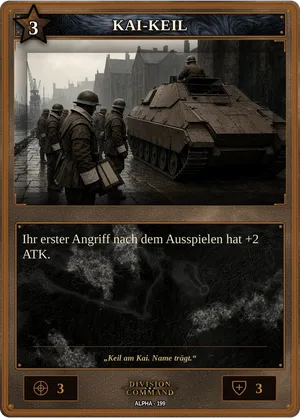 3
KAI-KEIL
Ihr erster Angriff nach dem Ausspielen hat +2
ATK.
„Keil am Kai. Name trägt.“
3
DIVISION
COMMAND
ALPHA · 199
3